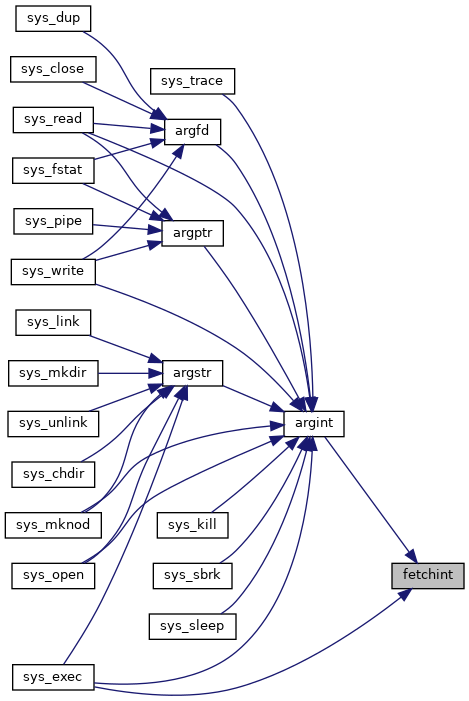 sys_dup
sys_close
sys_trace
sys_read
argfd
sys_fstat
sys_pipe
argptr
sys_write
sys_link
sys_mkdir
argstr
sys_unlink
argint
sys_chdir
sys_mknod
sys_kill
sys_open
sys_sbrk
fetchint
sys_sleep
sys_exec